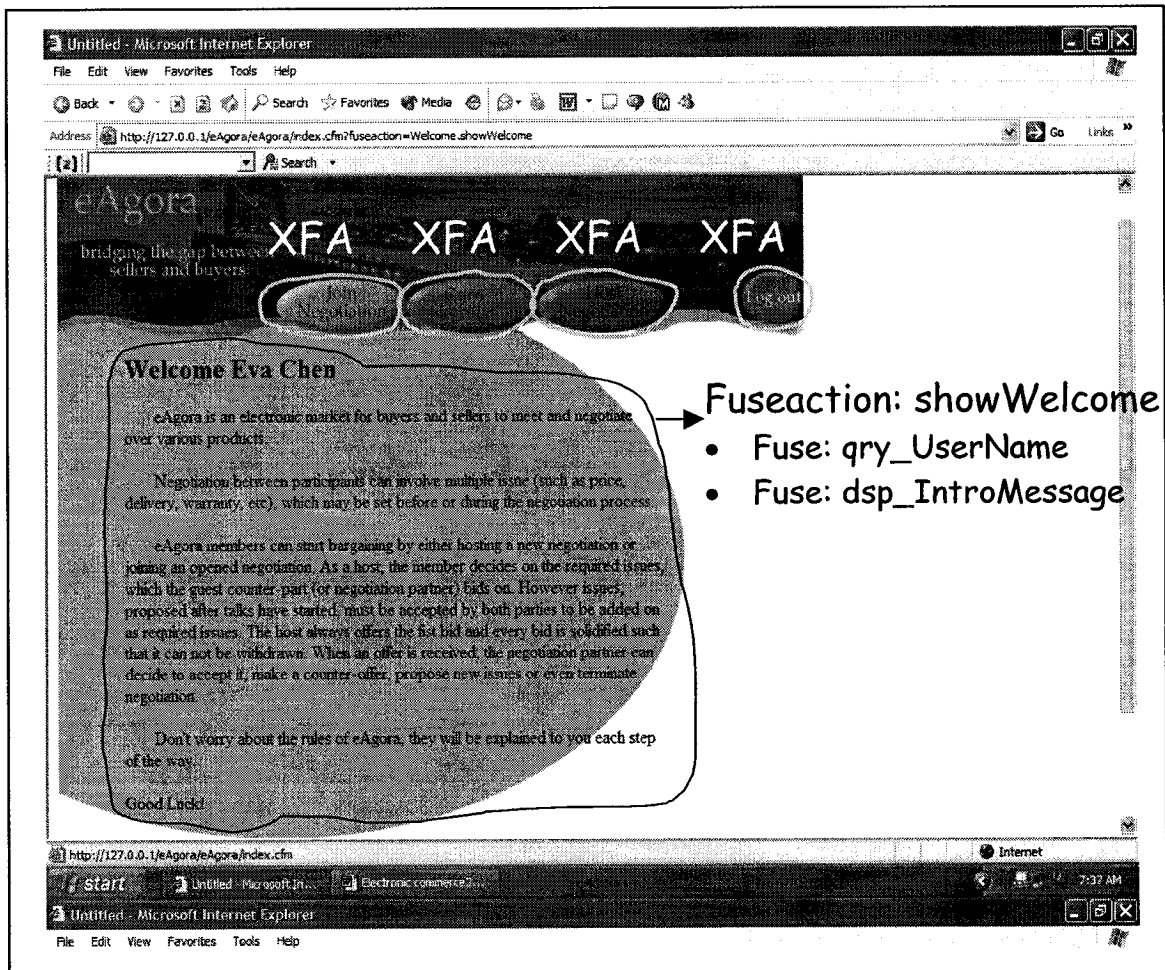 Untitled - Microsoft Internet Explorer
File Edit View Favorites Tools Help
Back Search Favorites Media
Address http://127.0.0.1/eAgora/eAgora/index.cfm?fuseaction=Welcome.showWelcome Go Links »
Search
eAgora
bridging the gap between
sellers and buyers
XFA XFA XFA XFA
Join
Negotiation
Log out
Welcome Eva Chen
eAgora is an electronic market for buyers and sellers to meet and negotiate
over various products.
Negotiation between participants can involve multiple issue (such as price,
delivery, warranty, etc), which may be set before or during the negotiation process.
eAgora members can start bargaining by either hosting a new negotiation or
joining an opened negotiation. As a host, the member decides on the required issues,
which the guest counter-part (or negotiation partner) bids on. However issues,
proposed after talks have started, must be accepted by both parties to be added on
as required issues. The host always offers the fist bid and every bid is solidified such
that it can not be withdrawn. When an offer is received, the negotiation partner can
decide to accept it, make a counter-offer, propose new issues or even terminate
negotiation.
Don't worry about the rules of eAgora, they will be explained to you each step
of the way.
Good Luck!
Fuseaction: showWelcome
• Fuse: qry_UserName
• Fuse: dsp_IntroMessage
http://127.0.0.1/eAgora/eAgora/index.cfm Internet
start Untitled - Microsoft In... Electronic commerce 7:37 AM
Untitled - Microsoft Internet Explorer
File Edit View Favorites Tools Help